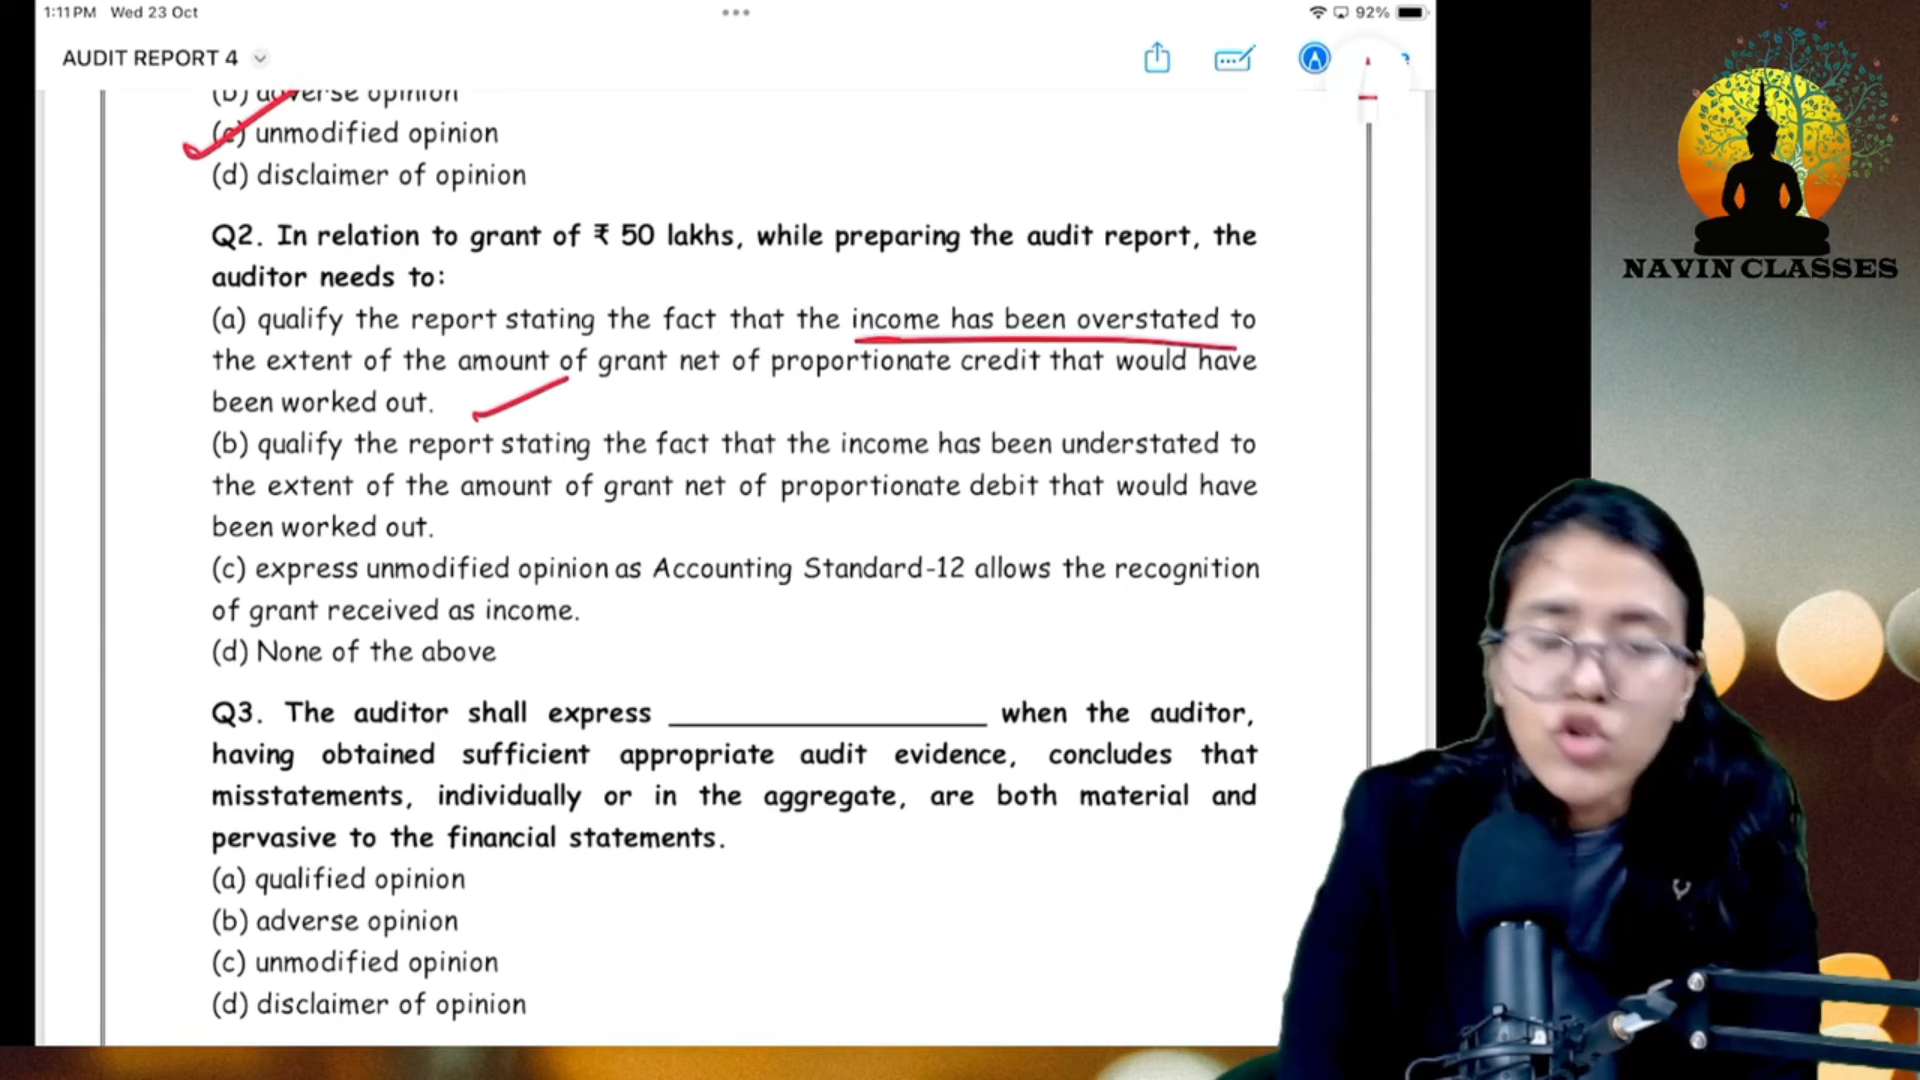 1:11 PM Wed 23 Oct
92%
AUDIT REPORT 4
(b) adverse opinion
(c) unmodified opinion
(d) disclaimer of opinion
Q2. In relation to grant of ₹ 50 lakhs, while preparing the audit report, the
auditor needs to:
(a) qualify the report stating the fact that the income has been overstated to
the extent of the amount of grant net of proportionate credit that would have
been worked out.
(b) qualify the report stating the fact that the income has been understated to
the extent of the amount of grant net of proportionate debit that would have
been worked out.
(c) express unmodified opinion as Accounting Standard-12 allows the recognition
of grant received as income.
(d) None of the above
Q3. The auditor shall express ____________________ when the auditor,
having obtained sufficient appropriate audit evidence, concludes that
misstatements, individually or in the aggregate, are both material and
pervasive to the financial statements.
(a) qualified opinion
(b) adverse opinion
(c) unmodified opinion
(d) disclaimer of opinion
NAVIN CLASSES